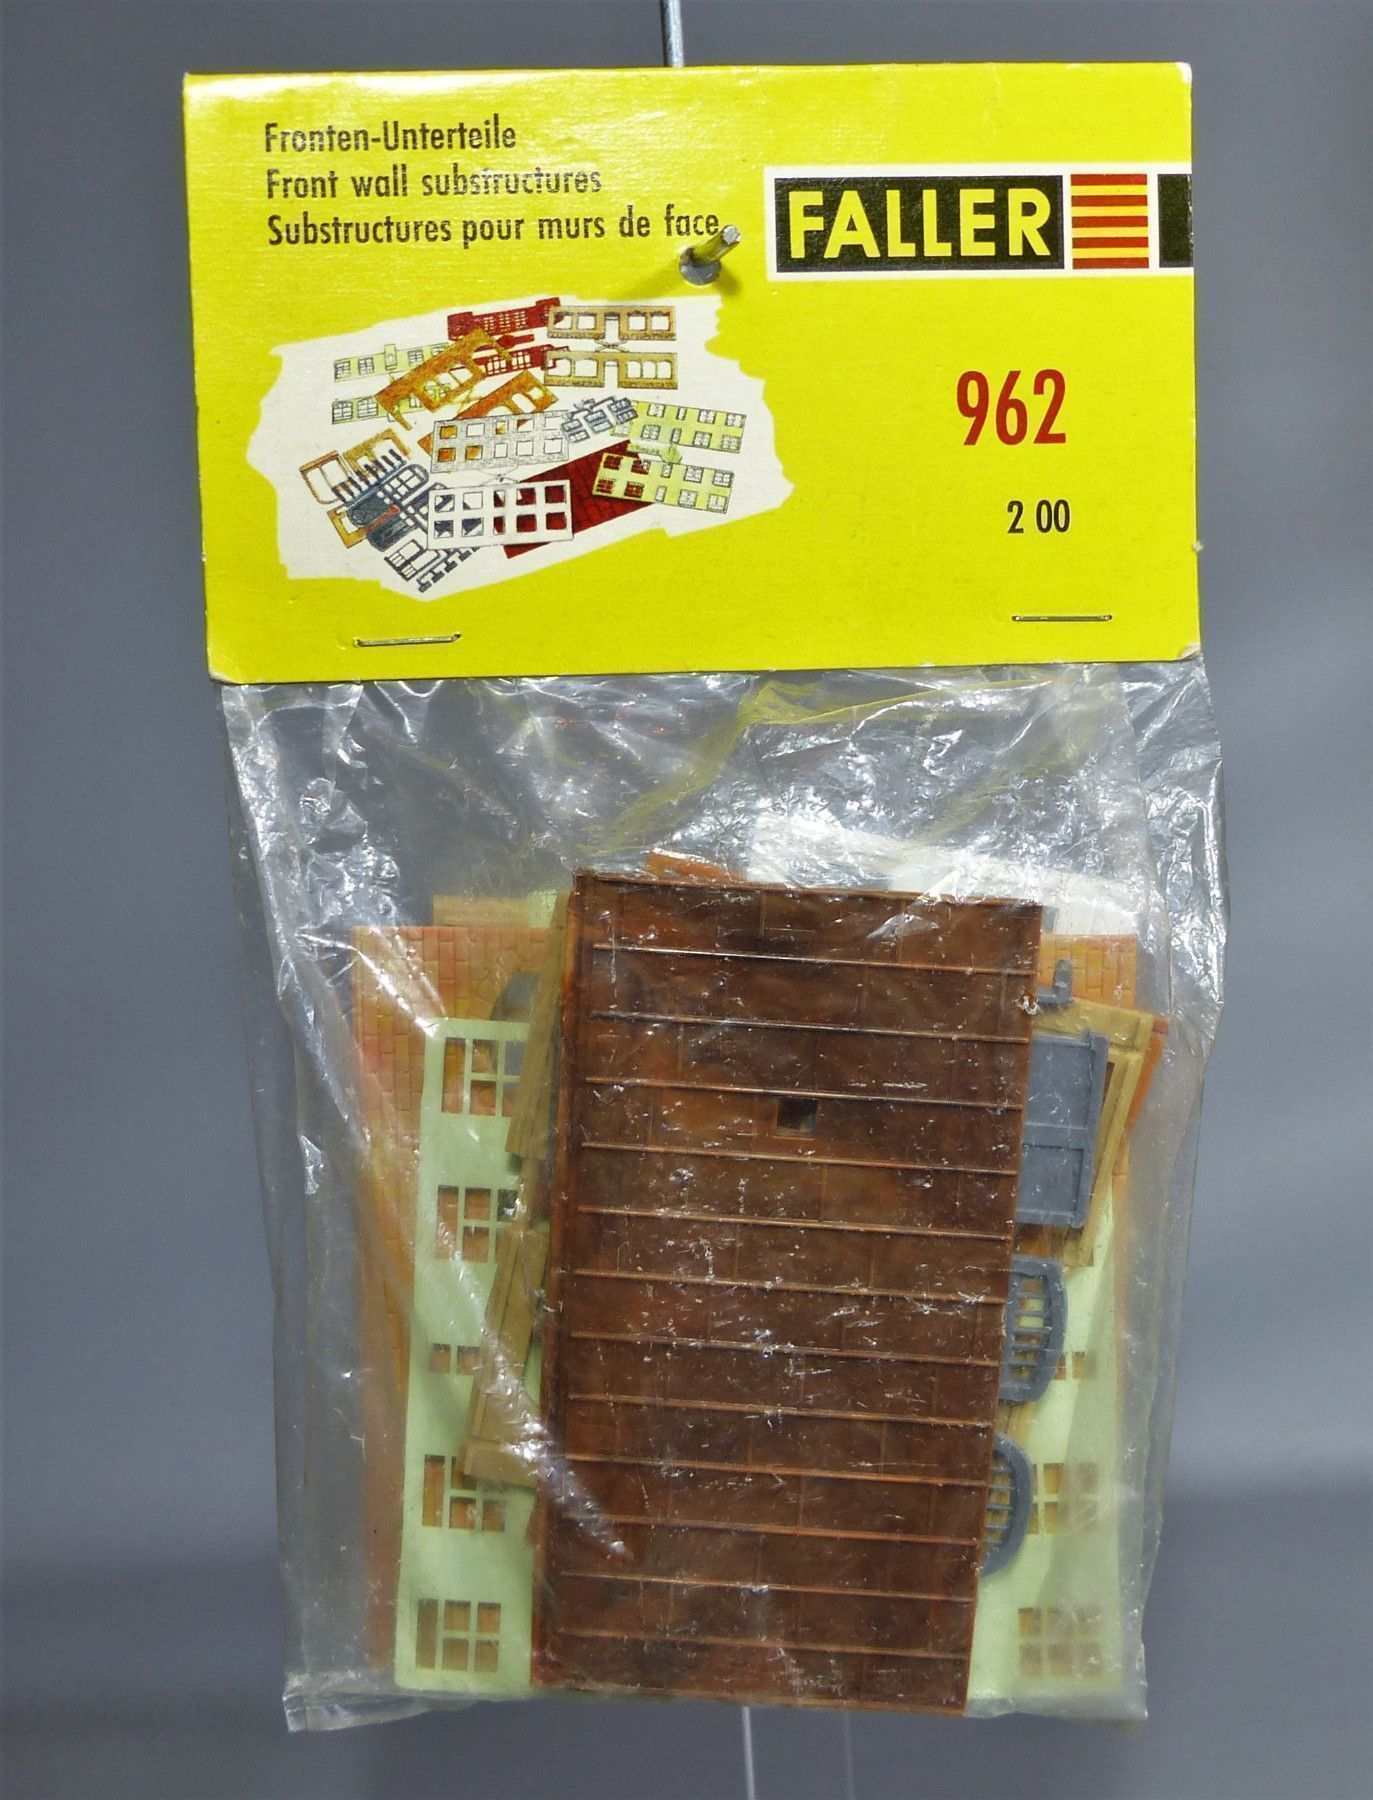 Fronten-Unterteile
Front wall substructures
Substructures pour murs de face
FALLER
962
2 00